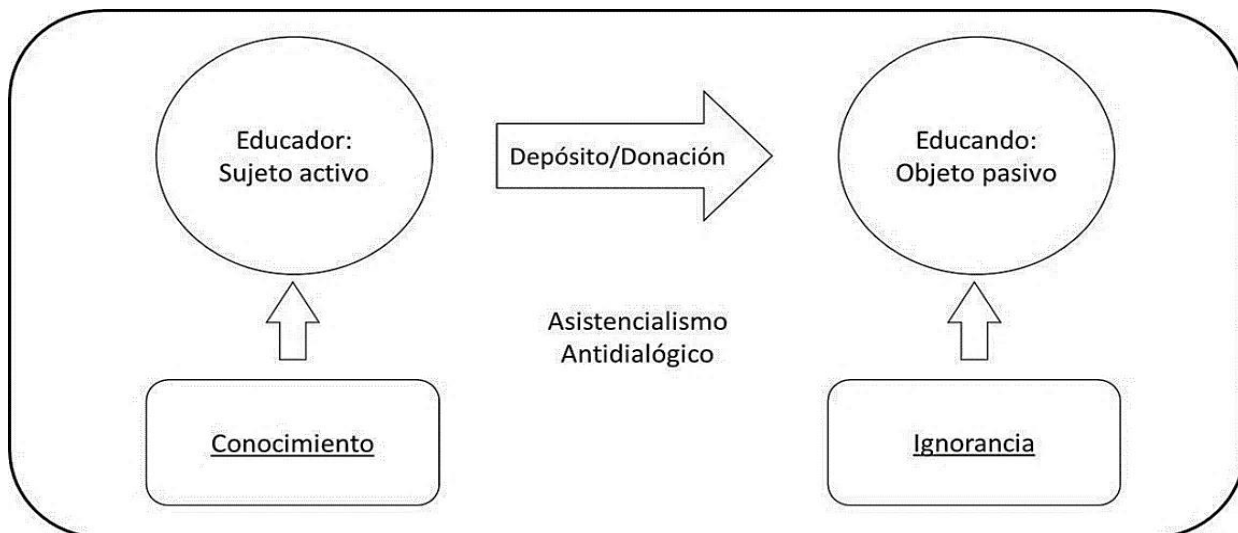 Educador:
Sujeto activo
Depósito/Donación
Educando:
Objeto pasivo
Asistencialismo
Antidialógico
Conocimiento
Ignorancia